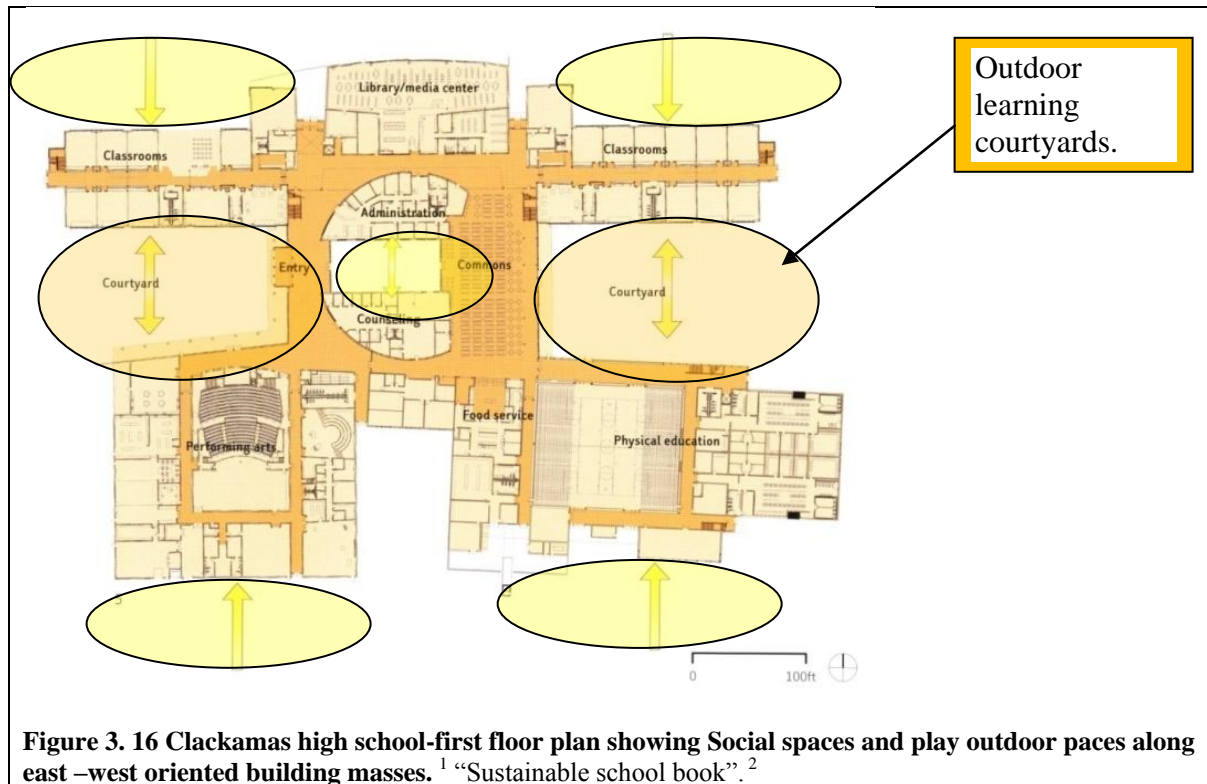 Outdoor
learning
courtyards.
Library/media center
Classrooms
Classrooms
Administration
Entry
Commons
Courtyard
Courtyard
Counseling
Food service
Physical education
Performing arts
0 100ft
Figure 3. 16 Clackamas high school-first floor plan showing Social spaces and play outdoor paces along
east –west oriented building masses. 1 “Sustainable school book”. 2